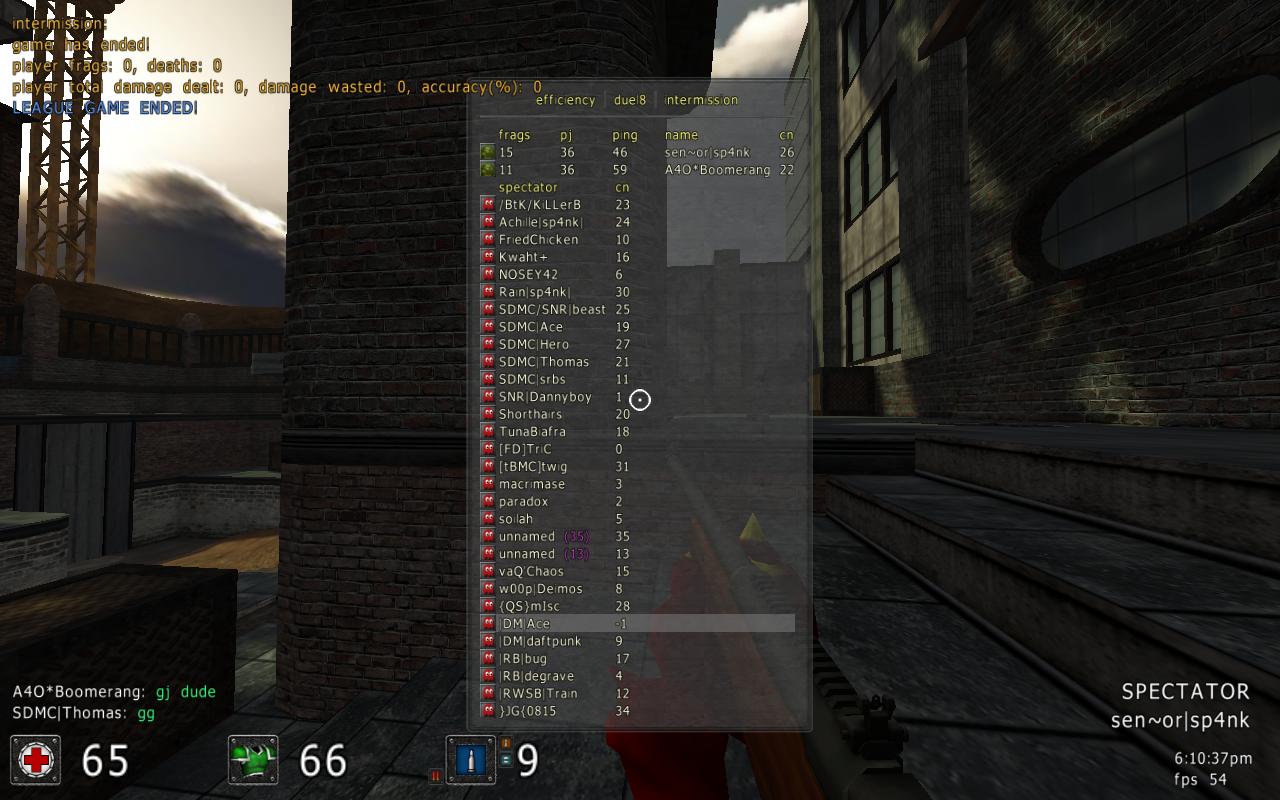 intermission:
game has ended!
player frags: 0, deaths: 0
player total damage dealt: 0, damage wasted: 0, accuracy(%): 0
LEAGUE GAME ENDED!
efficiency duel8 intermission
frags pj ping name cn
15 36 46 sen~or|sp4nk 26
11 36 59 A4O*Boomerang 22
spectator cn
/BtK/KiLLerB 23
Achille|sp4nk| 24
FriedChicken 10
Kwaht+ 16
NOSEY42 6
Rain|sp4nk| 30
SDMC/SNR|beast 25
SDMC|Ace 19
SDMC|Hero 27
SDMC|Thomas 21
SDMC|srbs 11
SNR|Dannyboy 1
Shorthairs 20
TunaBiafra 18
[FD]TriC 0
[tBMC]twig 31
macrimase 3
paradox 2
soilah 5
unnamed (35) 35
unnamed (13) 13
vaQ'Chaos 15
w00p|Deimos 8
{QS}mIsc 28
|DM|Ace -1
|DM|daftpunk 9
|RB|bug 17
|RB|degrave 4
|RWSB|Train 12
}JG{0815 34
A4O*Boomerang: gj dude
SDMC|Thomas: gg
65 66 9
SPECTATOR
sen~or|sp4nk
6:10:37pm
fps 54